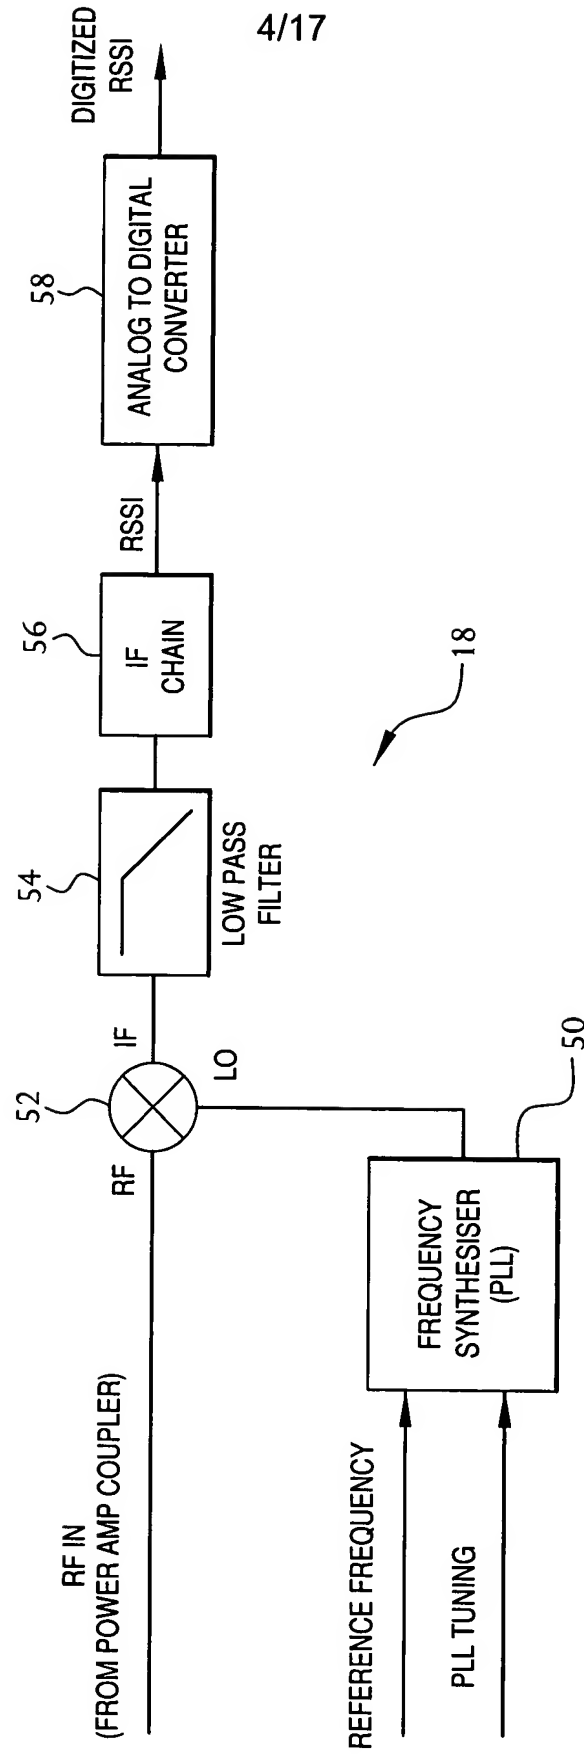 4/17
RF IN
(FROM POWER AMP COUPLER)
RF
52
IF
LO
54
LOW PASS
FILTER
56
IF
CHAIN
RSSI
58
ANALOG TO DIGITAL
CONVERTER
DIGITIZED
RSSI
REFERENCE FREQUENCY
PLL TUNING
FREQUENCY
SYNTHESISER
(PLL)
50
18